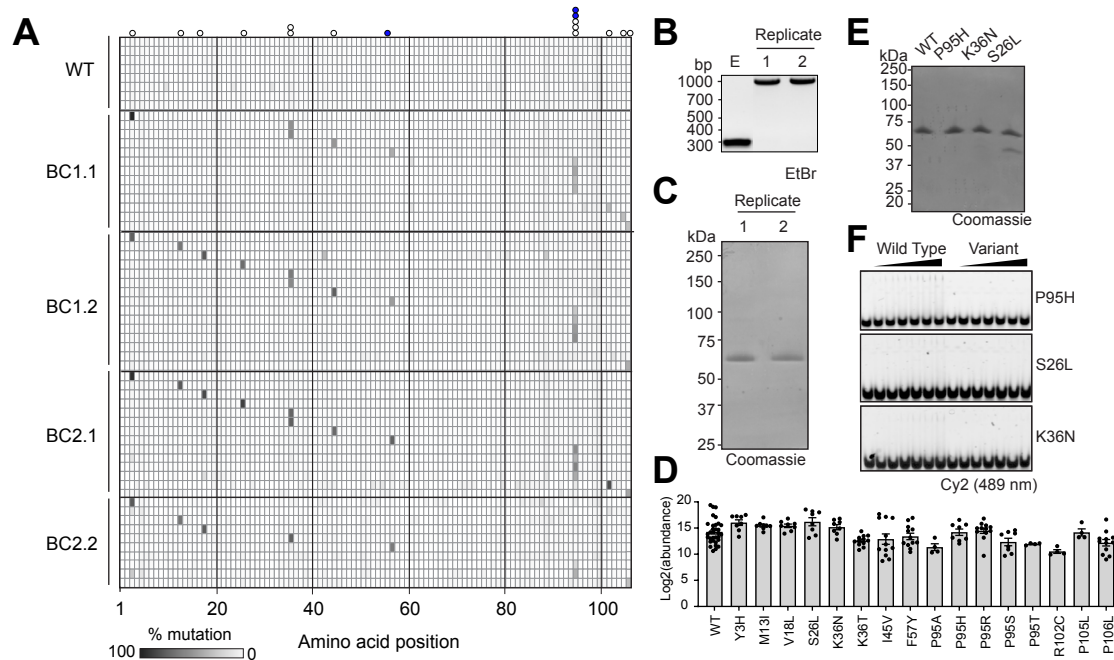 A
WT
BC1.1
BC1.2
BC2.1
BC2.2
1 20 40 60 80 100
% mutation
100 0
Amino acid position
B
Replicate
bp E 1 2
1000
700
500
400
300
EtBr
C
Replicate
1 2
kDa
250
150
100
75
50
37
25
Coomassie
D
Log2(abundance)
20
15
10
5
0
WT
Y3H
M13I
V18L
S26L
K36N
K36T
I45V
F57Y
P95A
P95H
P95R
P95S
P95T
R102C
P105L
P106L
E
kDa WT P95H K36N S26L
250
150
100
75
50
37
25
20
Coomassie
F
Wild Type Variant
P95H
S26L
K36N
Cy2 (489 nm)